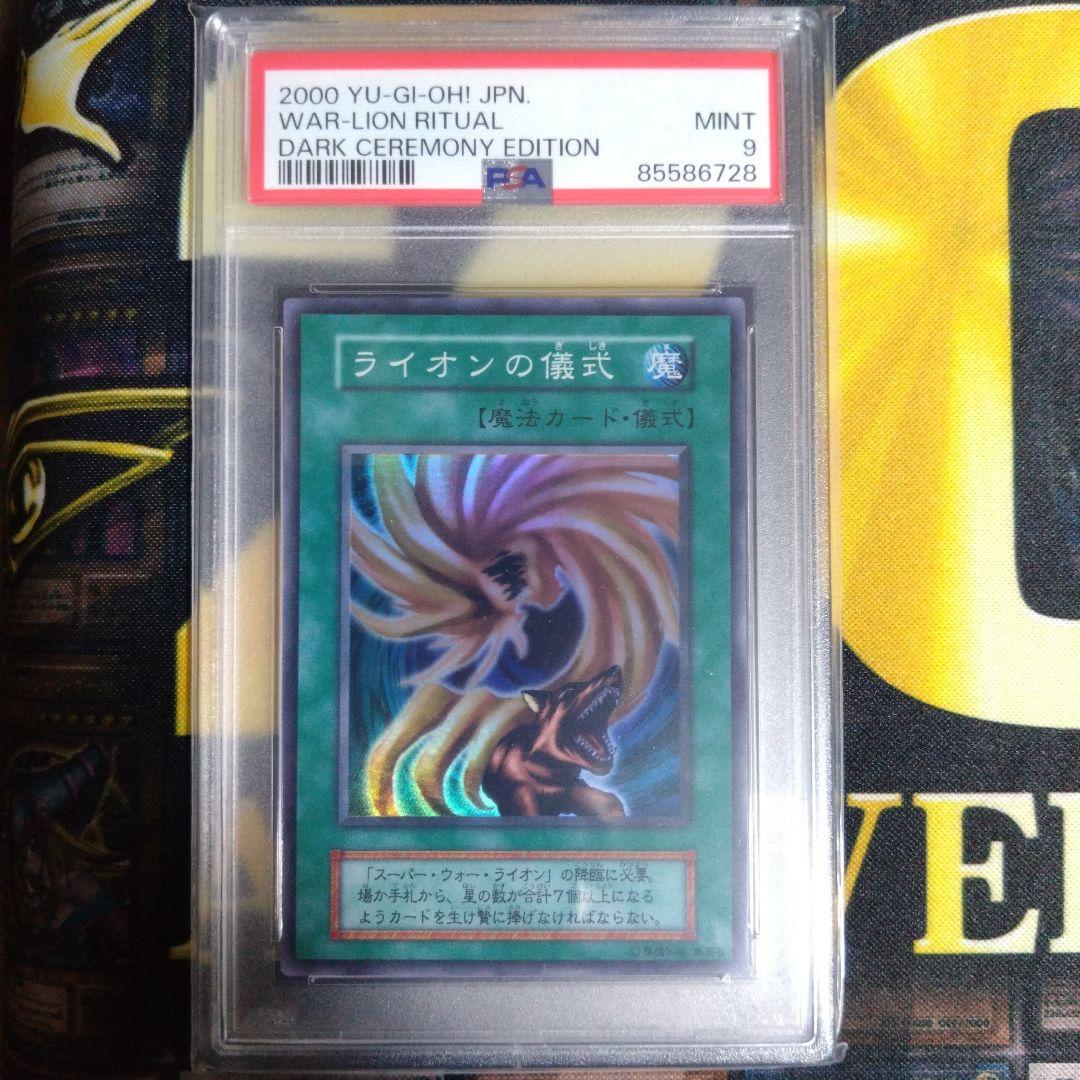 2000 YU-GI-OH! JPN.
WAR-LION RITUAL MINT
DARK CEREMONY EDITION 9
PSA 85586728
ライオンの儀式 魔
【魔法カード・儀式】
「スーパー・ウォー・ライオン」の降臨に必要。
場か手札から、星の数が合計7個以上になる
ようカードを生け贄に捧げなければならない。
VE